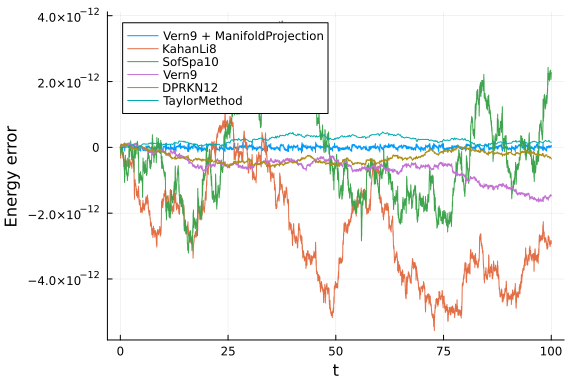 4.0×10⁻¹²
2.0×10⁻¹²
0
−2.0×10⁻¹²
−4.0×10⁻¹²
Energy error
Vern9 + ManifoldProjection
KahanLi8
SofSpa10
Vern9
DPRKN12
TaylorMethod
0 25 50 75 100
t